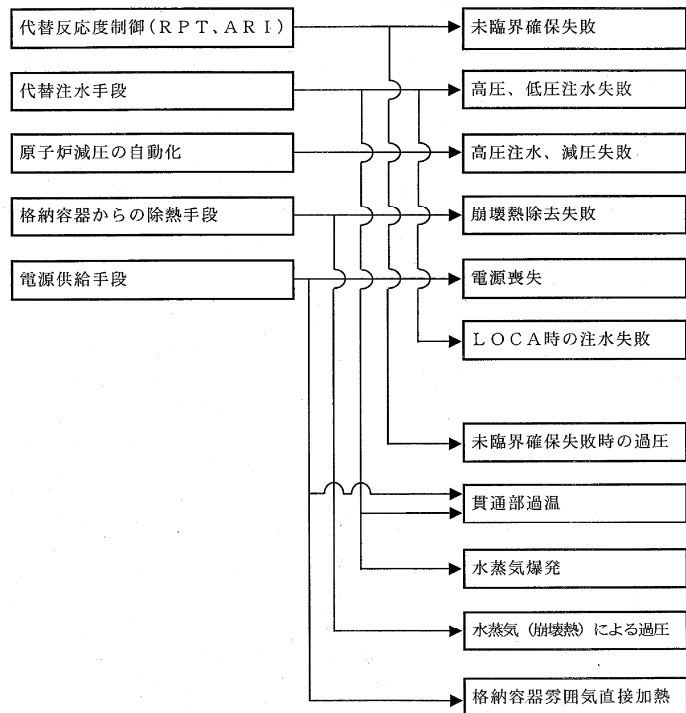 代替反応度制御(RPT、ARI)
代替注水手段
原子炉減圧の自動化
格納容器からの除熱手段
電源供給手段
未臨界確保失敗
高圧、低圧注水失敗
高圧注水、減圧失敗
崩壊熱除去失敗
電源喪失
LOCA時の注水失敗
未臨界確保失敗時の過圧
貫通部過温
水蒸気爆発
水蒸気(崩壊熱)による過圧
格納容器雰囲気直接加熱